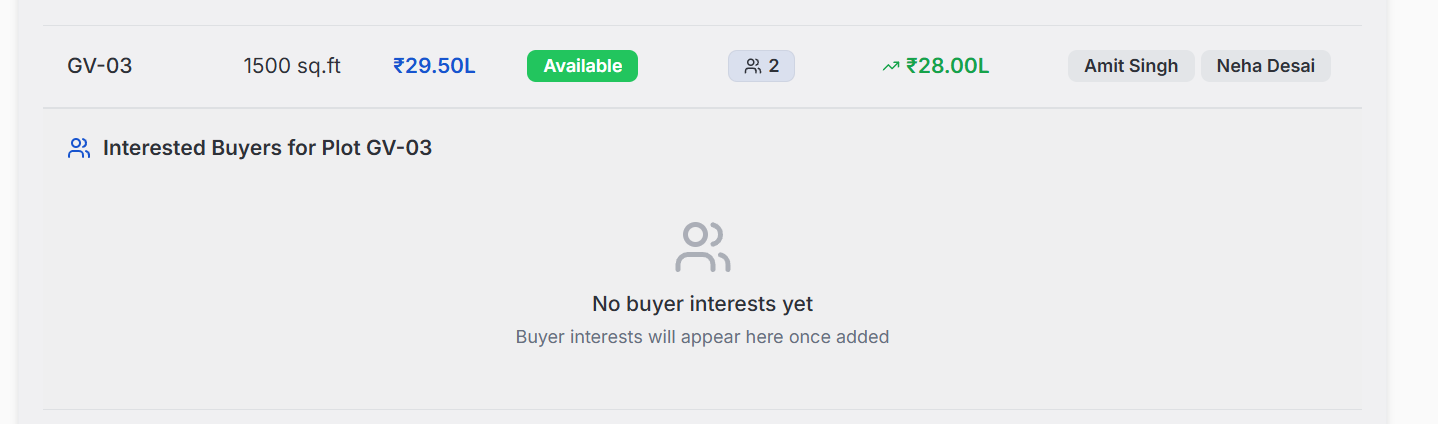 GV-03 1500 sq.ft ₹29.50L Available 2 ₹28.00L Amit Singh Neha Desai
Interested Buyers for Plot GV-03
No buyer interests yet
Buyer interests will appear here once added